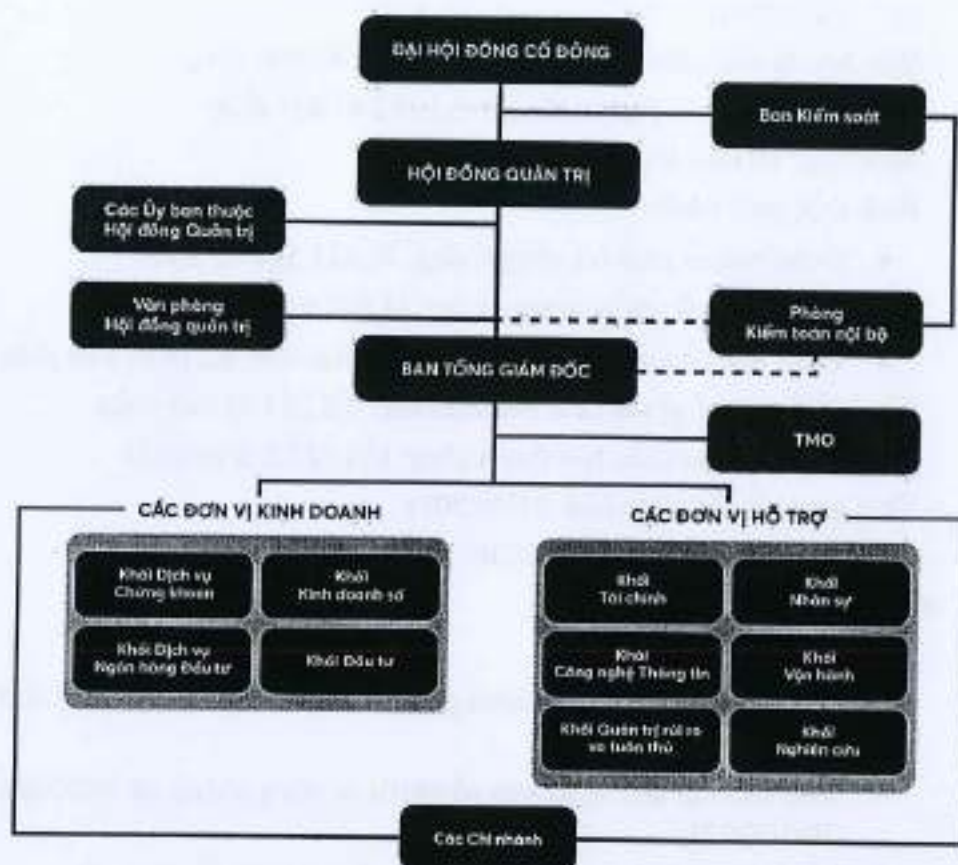 ĐẠI HỘI ĐỒNG CỔ ĐÔNG
Ban Kiểm soát
HỘI ĐỒNG QUẢN TRỊ
Các Ủy ban thuộc
Hội đồng Quản trị
Văn phòng
Hội đồng quản trị
Phòng
Kiểm toán nội bộ
BAN TỔNG GIÁM ĐỐC
TMO
CÁC ĐƠN VỊ KINH DOANH
CÁC ĐƠN VỊ HỖ TRỢ
Khối Dịch vụ
Chứng khoán
Khối
Kinh doanh số
Khối Dịch vụ
Ngân hàng Đầu tư
Khối Đầu tư
Khối
Tài chính
Khối
Nhân sự
Khối
Công nghệ Thông tin
Khối
Vận hành
Khối Quản trị rủi ro
và tuân thủ
Khối
Nghiên cứu
Các Chi nhánh